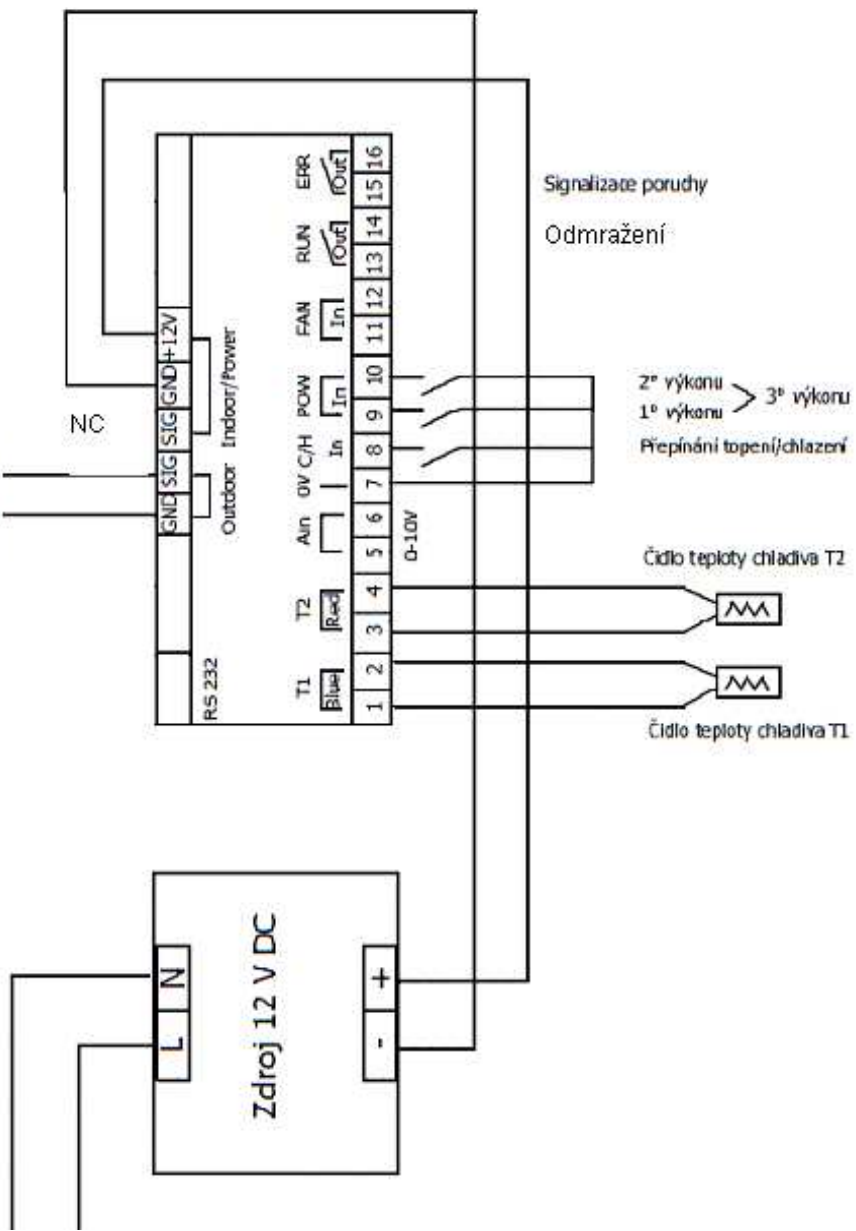 Signalizace poruchy
Odmražení
2° výkonu
1° výkonu
3° výkonu
Přepínání topení/chlazení
Čidlo teploty chladiva T2
Čidlo teploty chladiva T1
NC
GND
SIG
SIG
GND
+12V
Outdoor
Indoor/Power
RS 232
T1
Blue
T2
Red
Ain
0V
C/H
In
POW
In
FAN
In
RUN
Out
ERR
Out
1
2
3
4
5
6
7
8
9
10
11
12
13
14
15
16
0-10V
Zdroj 12 V DC
L
N
-
+